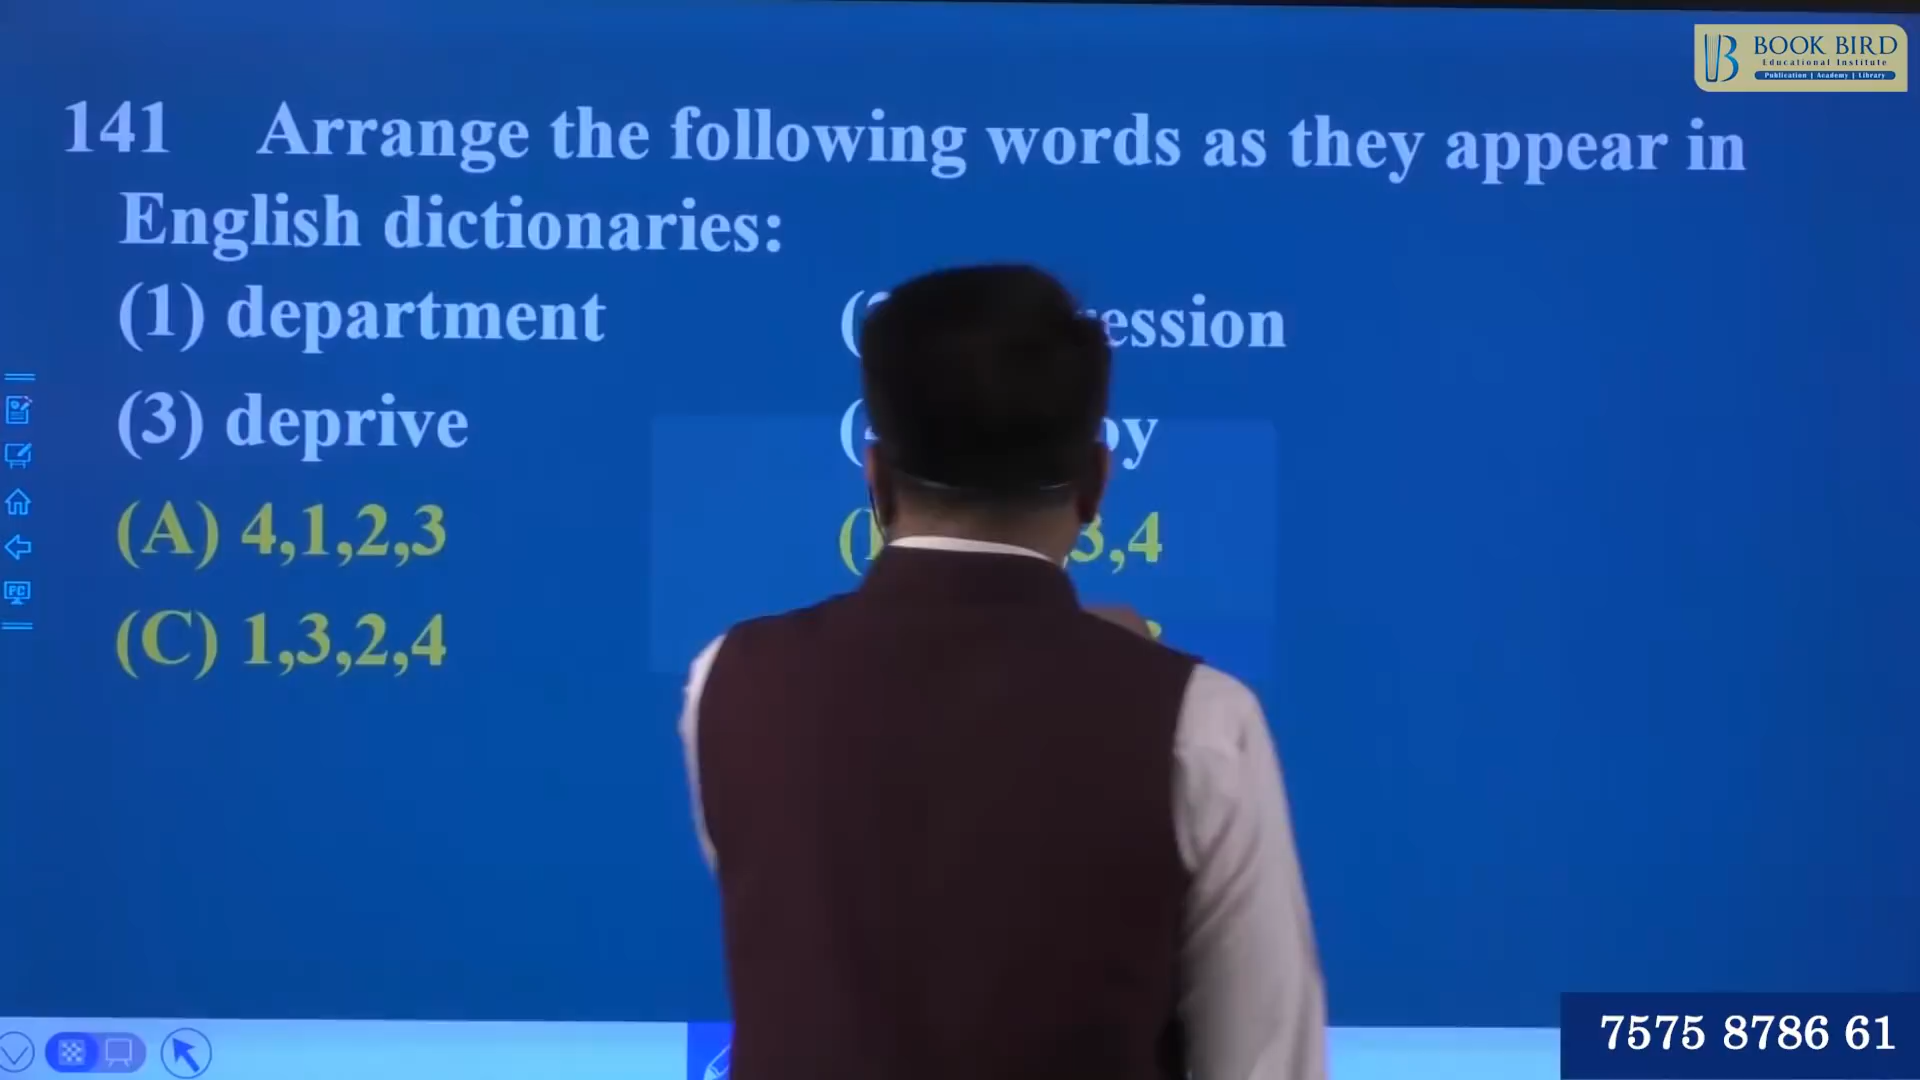 BOOK BIRD
Educational Institute
Publication | Academy | Library
141 Arrange the following words as they appear in
English dictionaries:
(1) department
(3) deprive
(A) 4,1,2,3
3,4
(C) 1,3,2,4
FC
7575 8786 61